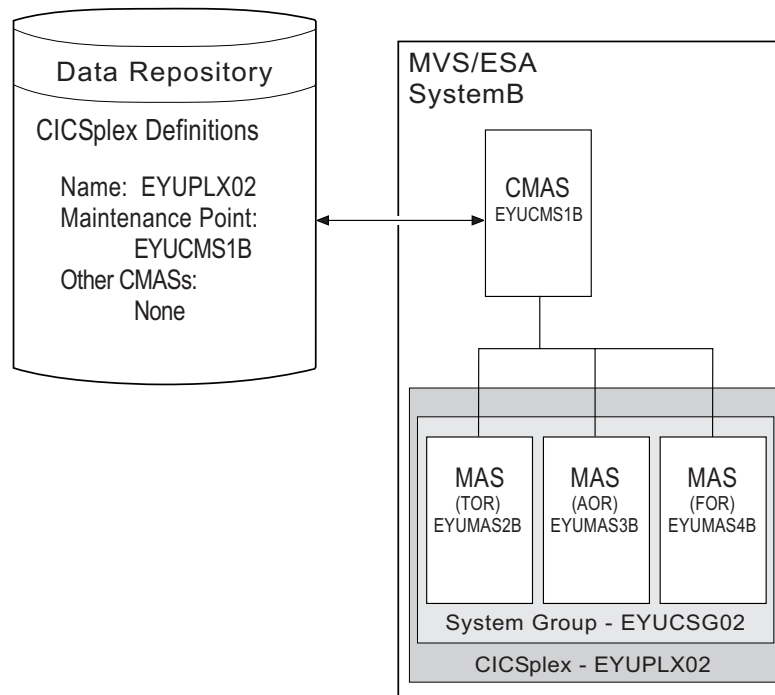 Data Repository
CICSplex Definitions
Name: EYUPLX02
Maintenance Point:
EYUCMS1B
Other CMASs:
None
MVS/ESA
SystemB
CMAS
EYUCMS1B
MAS
(TOR)
EYUMAS2B
MAS
(AOR)
EYUMAS3B
MAS
(FOR)
EYUMAS4B
System Group - EYUCSG02
CICSplex - EYUPLX02